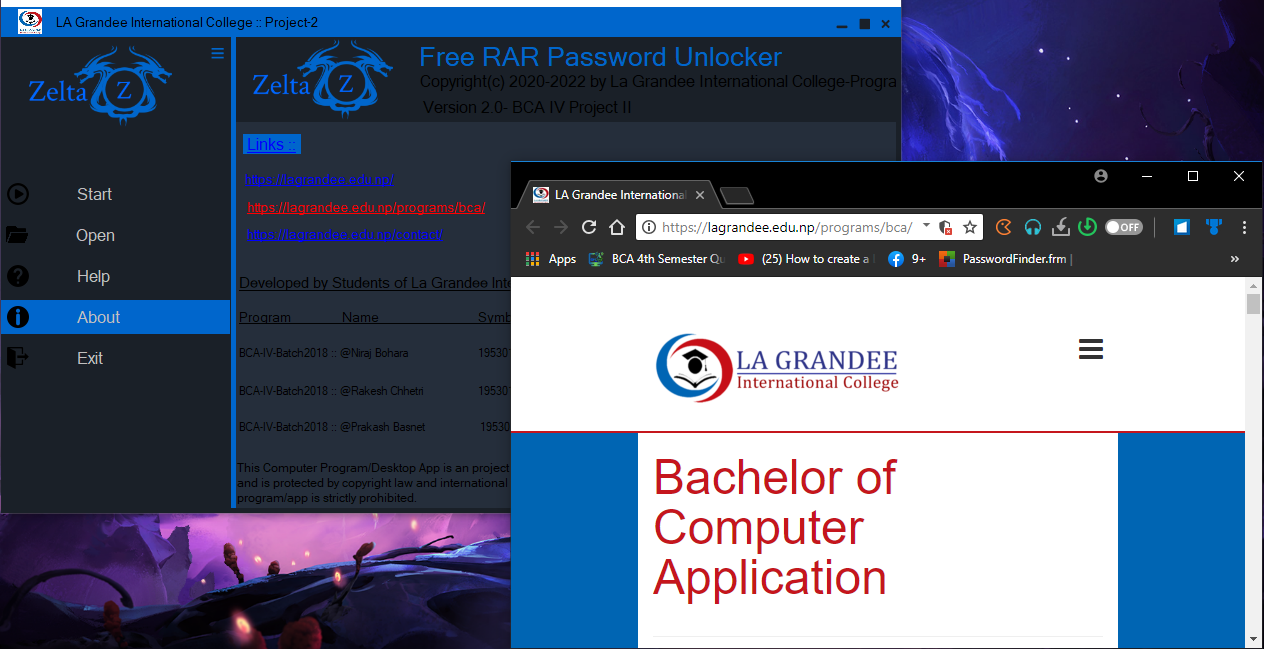 LA Grandee International College :: Project-2
Zelta
Z
Start
Open
Help
About
Exit
Zelta
Z
Free RAR Password Unlocker
Copyright(c) 2020-2022 by La Grandee International College-Progra
Version 2.0- BCA IV Project II
Links ::
https://lagrandee.edu.np/
https://lagrandee.edu.np/programs/bca/
https://lagrandee.edu.np/contact/
Developed by Students of La Grandee Inte
Program Name Symb
BCA-IV-Batch2018 :: @Niraj Bohara 195301
BCA-IV-Batch2018 :: @Rakesh Chhetri 195301
BCA-IV-Batch2018 :: @Prakash Basnet 19530
This Computer Program/Desktop App is an project
and is protected by copyright law and international
program/app is strictly prohibited.
LA Grandee International
https://lagrandee.edu.np/programs/bca/
OFF
Apps BCA 4th Semester Qu (25) How to create a 9+ PasswordFinder.frm |
LA GRANDEE
International College
Bachelor of
Computer
Application